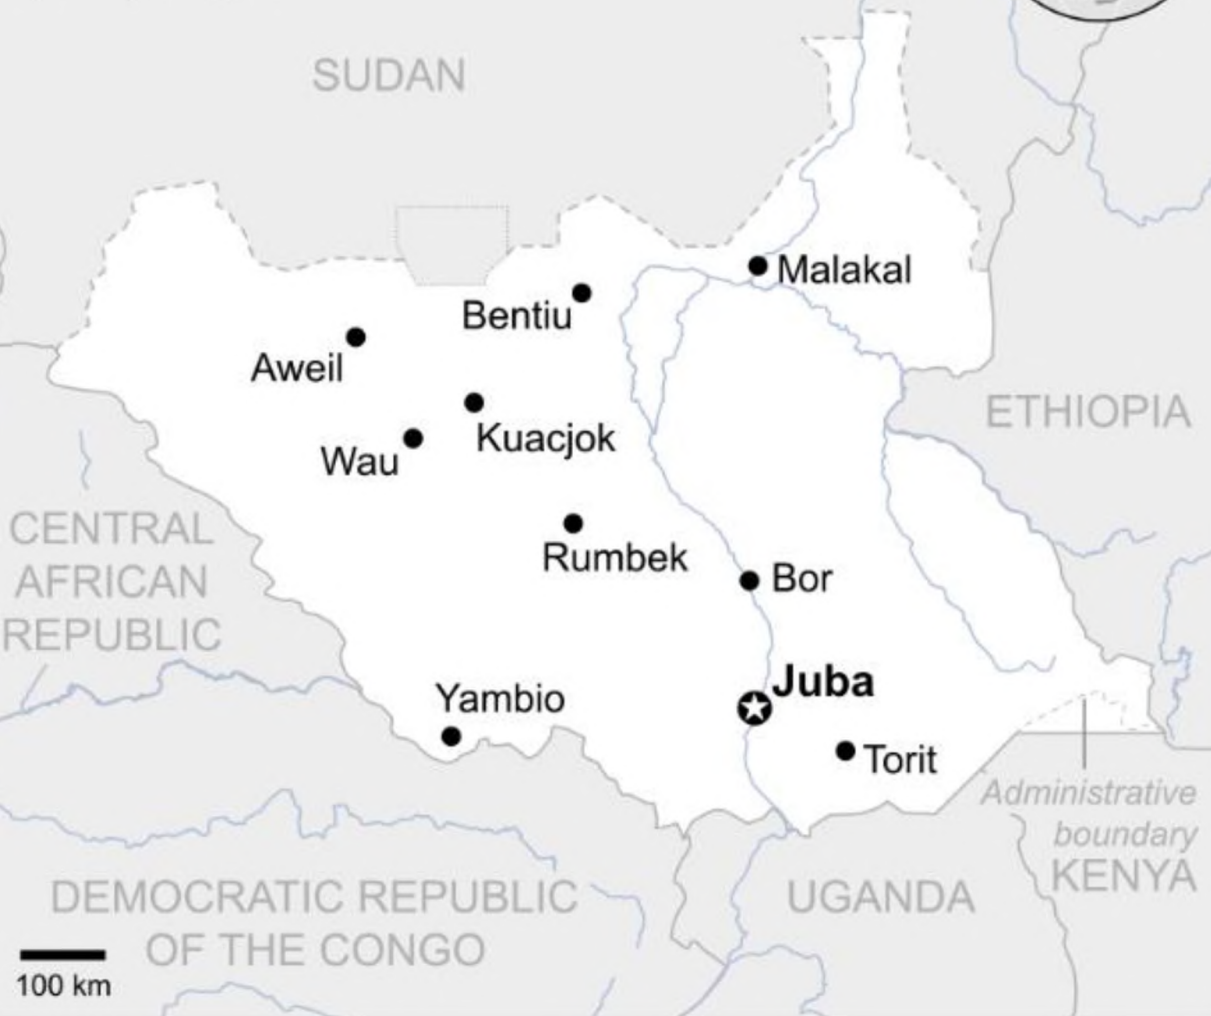 SUDAN
Malakal
Bentiu
Aweil
ETHIOPIA
Kuacjok
Wau
CENTRAL
AFRICAN
REPUBLIC
Rumbek
Bor
Juba
Yambio
Torit
Administrative
boundary
KENYA
DEMOCRATIC REPUBLIC
OF THE CONGO
UGANDA
100 km